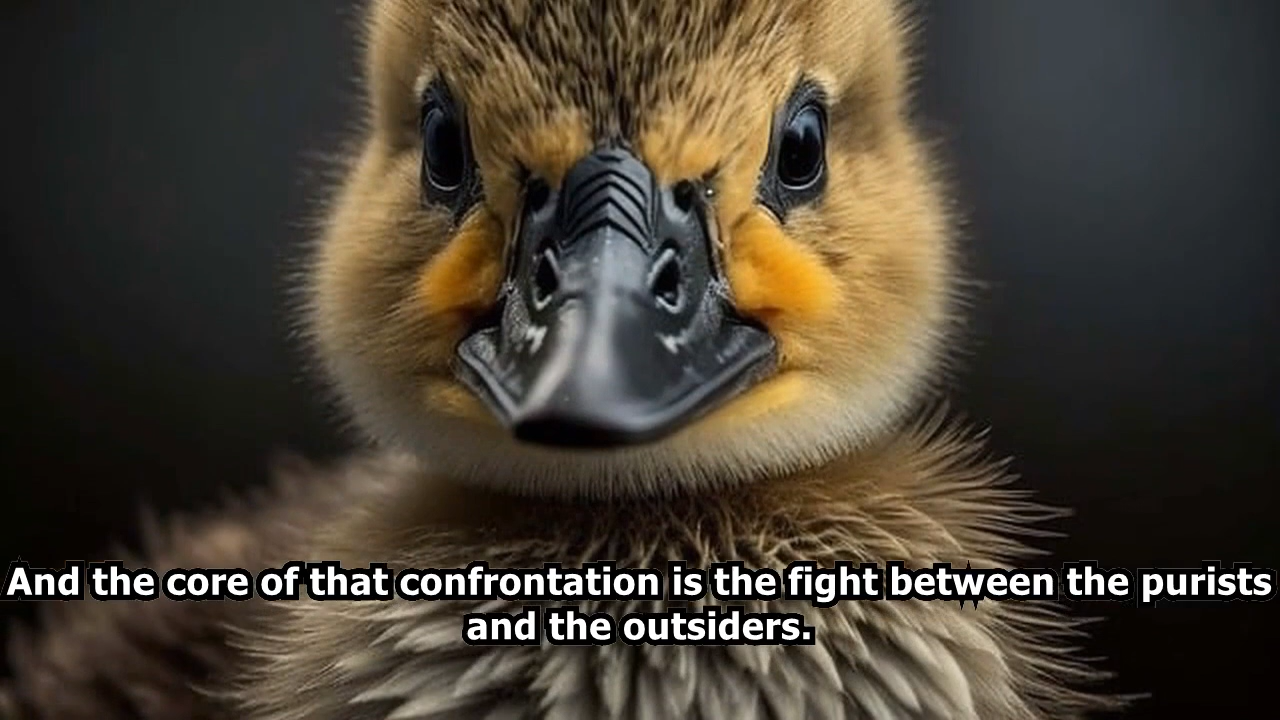 And the core of that confrontation is the fight between the purists
and the outsiders.